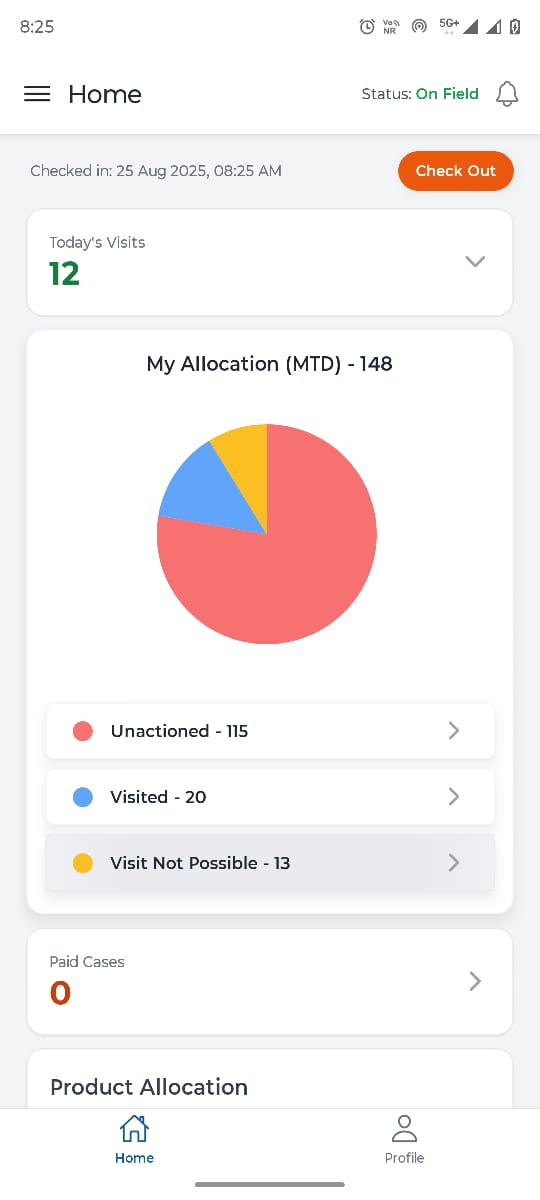 8:25
Vo NR
5G+
Home
Status: On Field
Checked in: 25 Aug 2025, 08:25 AM
Check Out
Today's Visits
12
My Allocation (MTD) - 148
Unactioned - 115
Visited - 20
Visit Not Possible - 13
Paid Cases
0
Product Allocation
Home
Profile